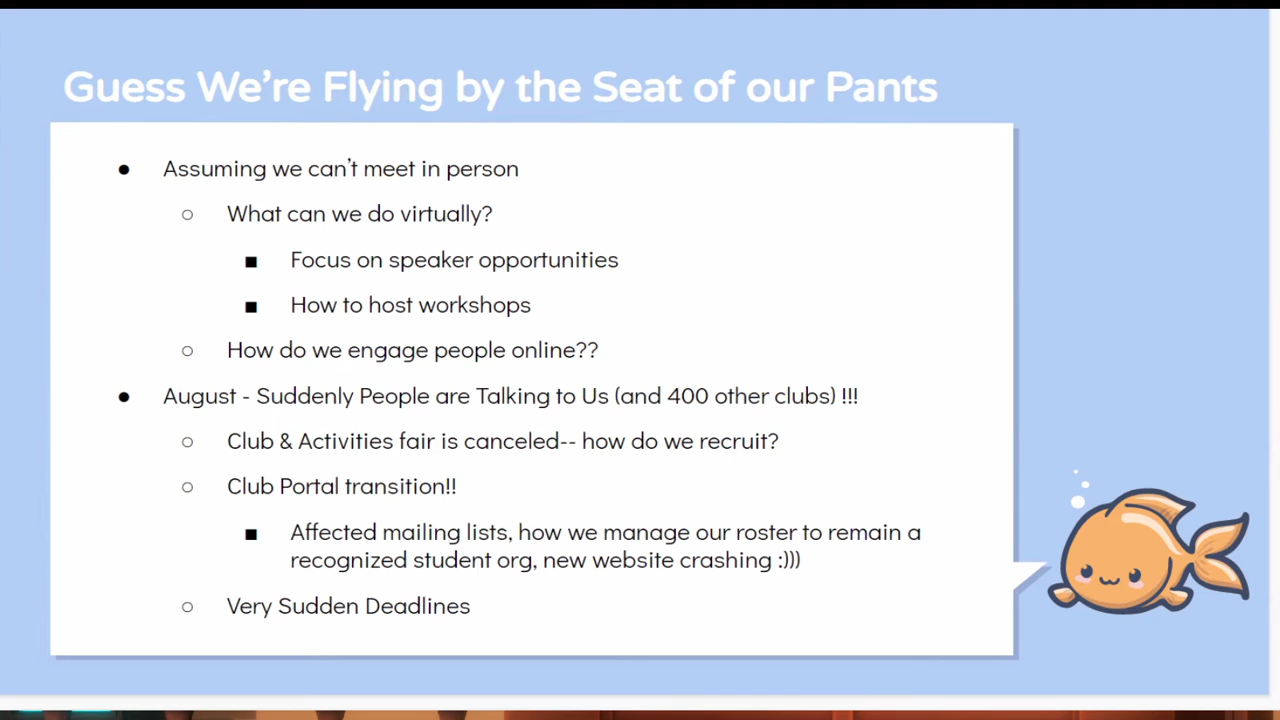 Guess We’re Flying by the Seat of our Pants
● Assuming we can’t meet in person
○ What can we do virtually?
■ Focus on speaker opportunities
■ How to host workshops
○ How do we engage people online??
● August - Suddenly People are Talking to Us (and 400 other clubs) !!!
○ Club & Activities fair is canceled-- how do we recruit?
○ Club Portal transition!!
■ Affected mailing lists, how we manage our roster to remain a
recognized student org, new website crashing :)))
○ Very Sudden Deadlines